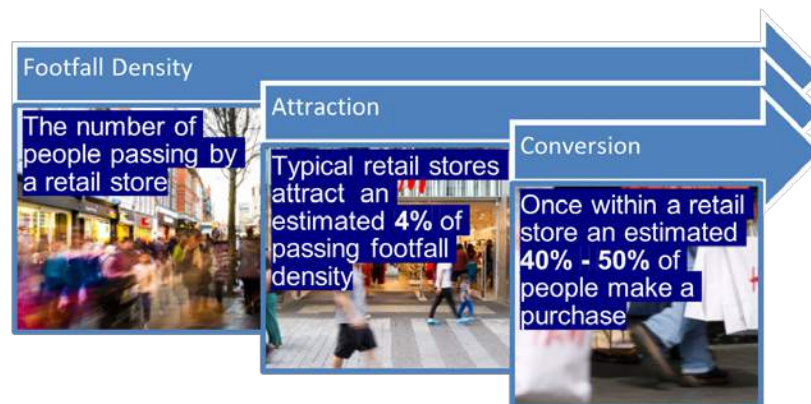 Footfall Density
The number of
people passing by
a retail store
Attraction
Typical retail stores
attract an
estimated 4% of
passing footfall
density
Conversion
Once within a retail
store an estimated
40% - 50% of
people make a
purchase